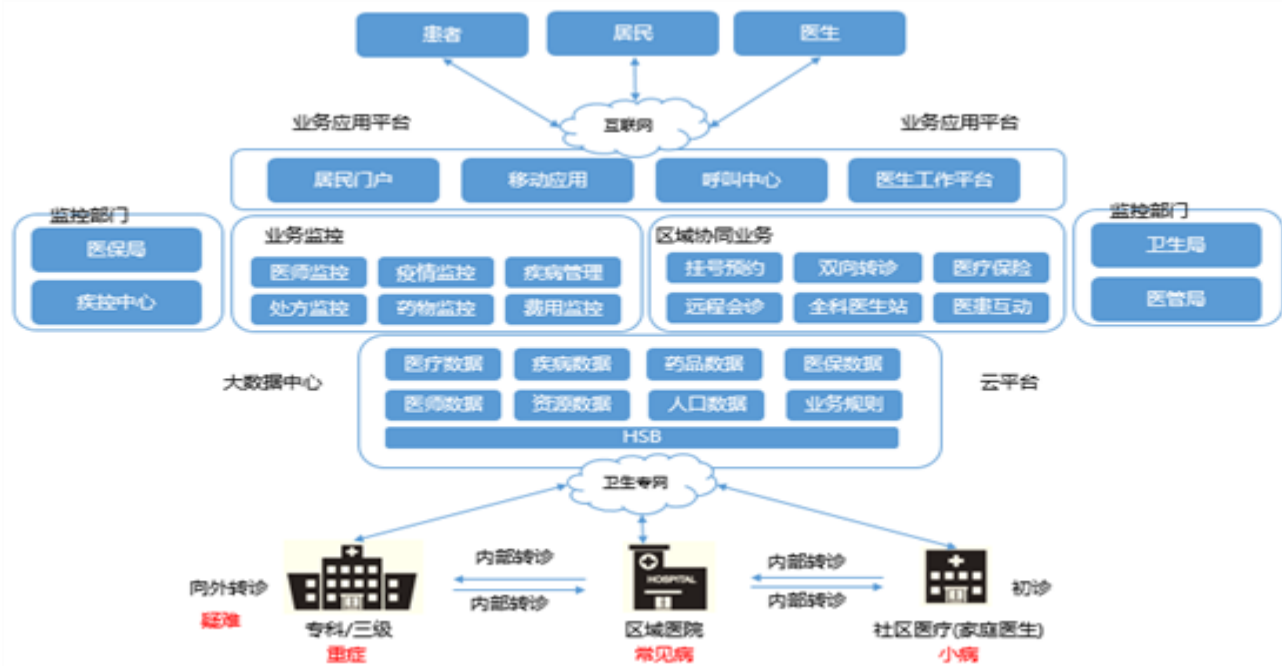 患者
居民
医生
互联网
业务应用平台
业务应用平台
居民门户
移动应用
呼叫中心
医生工作平台
监控部门
医保局
疾控中心
业务监控
医师监控
疫情监控
疾病管理
处方监控
药物监控
费用监控
区域协同业务
挂号预约
双向转诊
医疗保险
远程会诊
全科医生站
医患互动
监控部门
卫生局
医管局
大数据中心
医疗数据
疾病数据
药品数据
医保数据
医师数据
资源数据
人口数据
业务规则
HSB
云平台
卫生专网
向外转诊
疑难
内部转诊
内部转诊
HOSPITAL
内部转诊
内部转诊
初诊
专科/三级
重症
区域医院
常见病
社区医疗(家庭医生)
小病